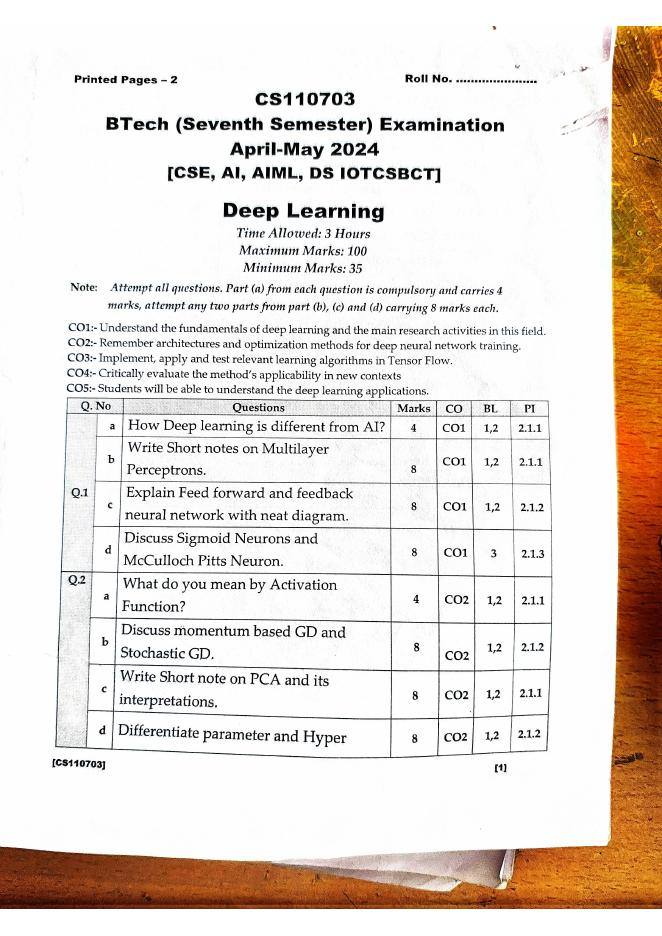 Printed Pages – 2 Roll No. ......................
CS110703
BTech (Seventh Semester) Examination
April-May 2024
[CSE, AI, AIML, DS IOTCSBCT]
Deep Learning
Time Allowed: 3 Hours
Maximum Marks: 100
Minimum Marks: 35
Note: Attempt all questions. Part (a) from each question is compulsory and carries 4
marks, attempt any two parts from part (b), (c) and (d) carrying 8 marks each.
CO1:- Understand the fundamentals of deep learning and the main research activities in this field.
CO2:- Remember architectures and optimization methods for deep neural network training.
CO3:- Implement, apply and test relevant learning algorithms in Tensor Flow.
CO4:- Critically evaluate the method's applicability in new contexts
CO5:- Students will be able to understand the deep learning applications.
Q. No Questions Marks CO BL PI
Q.1 a How Deep learning is different from AI? 4 CO1 1,2 2.1.1
b Write Short notes on Multilayer
Perceptrons. 8 CO1 1,2 2.1.1
c Explain Feed forward and feedback
neural network with neat diagram. 8 CO1 1,2 2.1.2
d Discuss Sigmoid Neurons and
McCulloch Pitts Neuron. 8 CO1 3 2.1.3
Q.2 a What do you mean by Activation
Function? 4 CO2 1,2 2.1.1
b Discuss momentum based GD and
Stochastic GD. 8 CO2 1,2 2.1.2
c Write Short note on PCA and its
interpretations. 8 CO2 1,2 2.1.1
d Differentiate parameter and Hyper 8 CO2 1,2 2.1.2
[CS110703] [1]